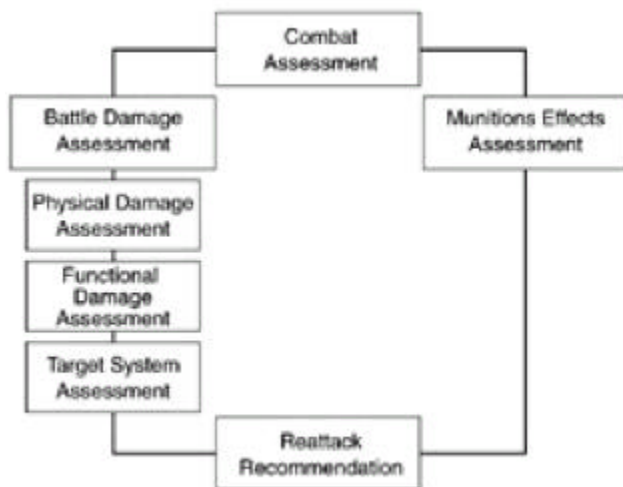 Combat
Assessment
Battle Damage
Assessment
Munitions Effects
Assessment
Physical Damage
Assessment
Functional
Damage
Assessment
Target System
Assessment
Reattack
Recommendation